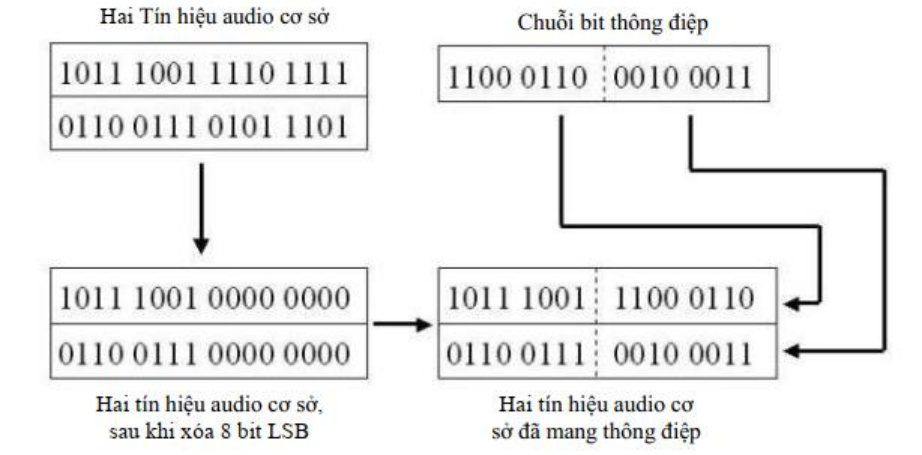 Hai Tín hiệu audio cơ sở
1011 1001 1110 1111
0110 0111 0101 1101
Chuỗi bit thông điệp
1100 0110 0010 0011
1011 1001 0000 0000
0110 0111 0000 0000
Hai tín hiệu audio cơ sở,
sau khi xóa 8 bit LSB
1011 1001 1100 0110
0110 0111 0010 0011
Hai tín hiệu audio cơ
sở đã mang thông điệp